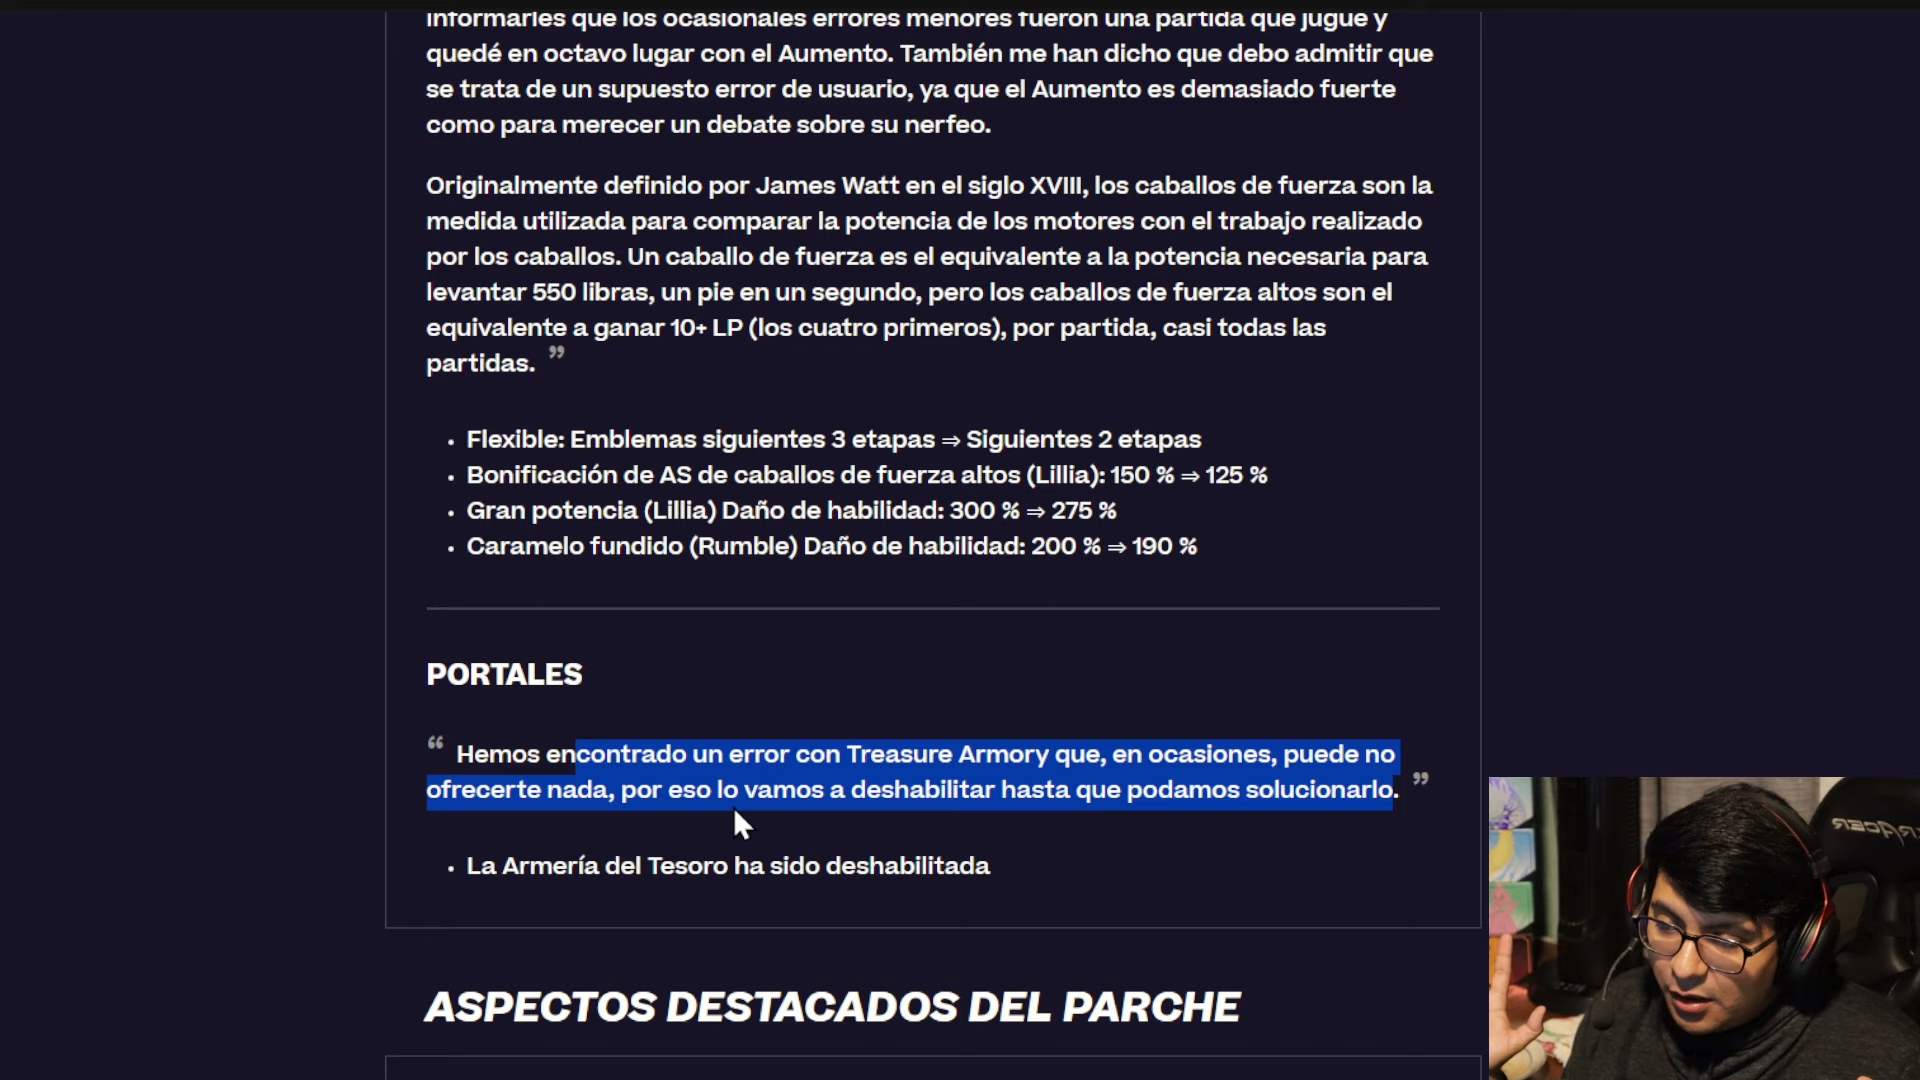 informarles que los ocasionales errores menores fueron una partida que jugué y
quedé en octavo lugar con el Aumento. También me han dicho que debo admitir que
se trata de un supuesto error de usuario, ya que el Aumento es demasiado fuerte
como para merecer un debate sobre su nerfeo.
Originalmente definido por James Watt en el siglo XVIII, los caballos de fuerza son la
medida utilizada para comparar la potencia de los motores con el trabajo realizado
por los caballos. Un caballo de fuerza es el equivalente a la potencia necesaria para
levantar 550 libras, un pie en un segundo, pero los caballos de fuerza altos son el
equivalente a ganar 10+ LP (los cuatro primeros), por partida, casi todas las
partidas. ”
• Flexible: Emblemas siguientes 3 etapas ⇒ Siguientes 2 etapas
• Bonificación de AS de caballos de fuerza altos (Lillia): 150 % ⇒ 125 %
• Gran potencia (Lillia) Daño de habilidad: 300 % ⇒ 275 %
• Caramelo fundido (Rumble) Daño de habilidad: 200 % ⇒ 190 %
PORTALES
“ Hemos encontrado un error con Treasure Armory que, en ocasiones, puede no
ofrecerte nada, por eso lo vamos a deshabilitar hasta que podamos solucionarlo. ”
• La Armería del Tesoro ha sido deshabilitada
ASPECTOS DESTACADOS DEL PARCHE